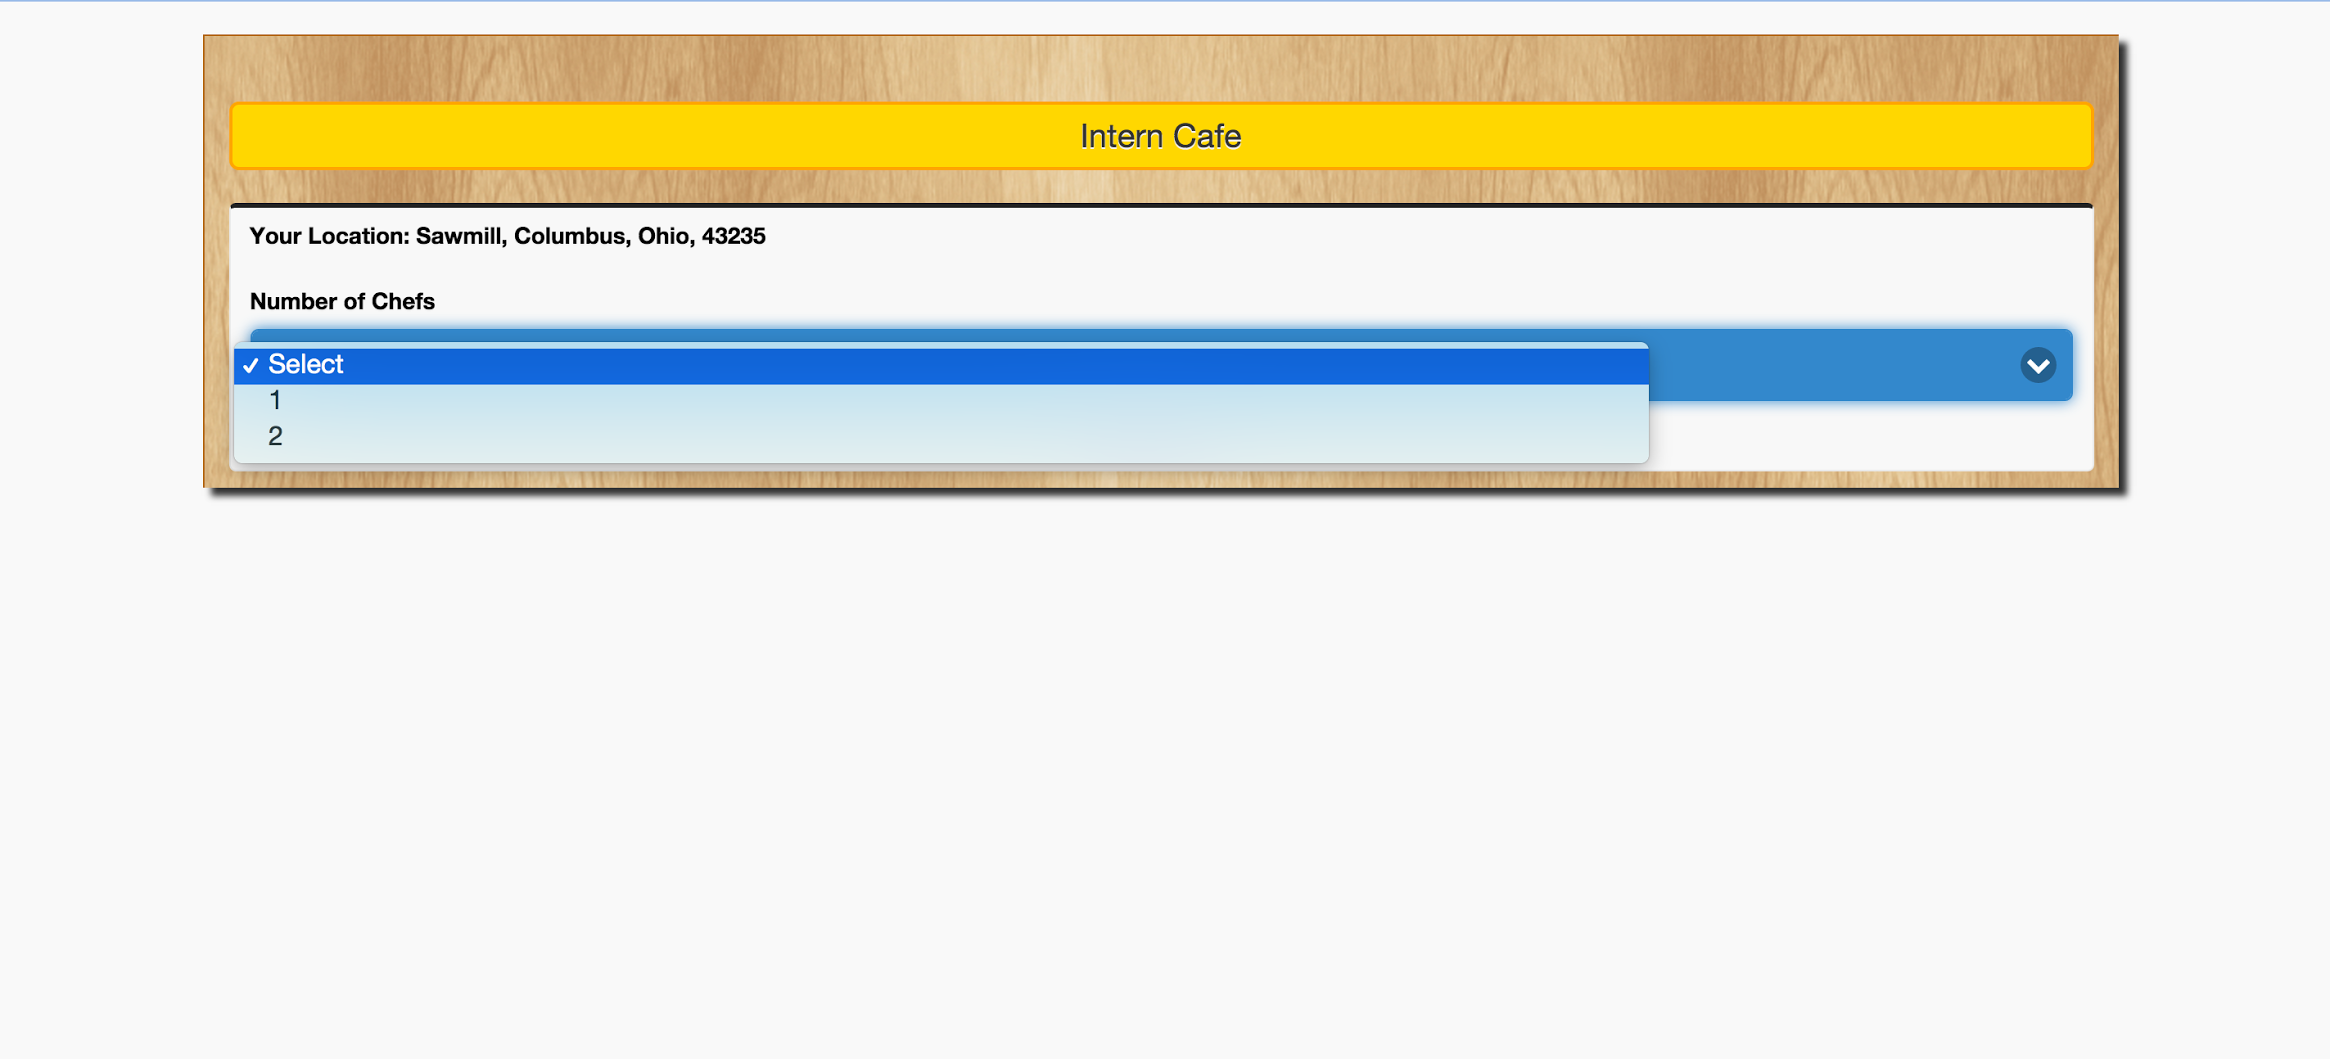 Intern Cafe
Your Location: Sawmill, Columbus, Ohio, 43235
Number of Chefs
✓ Select
1
2